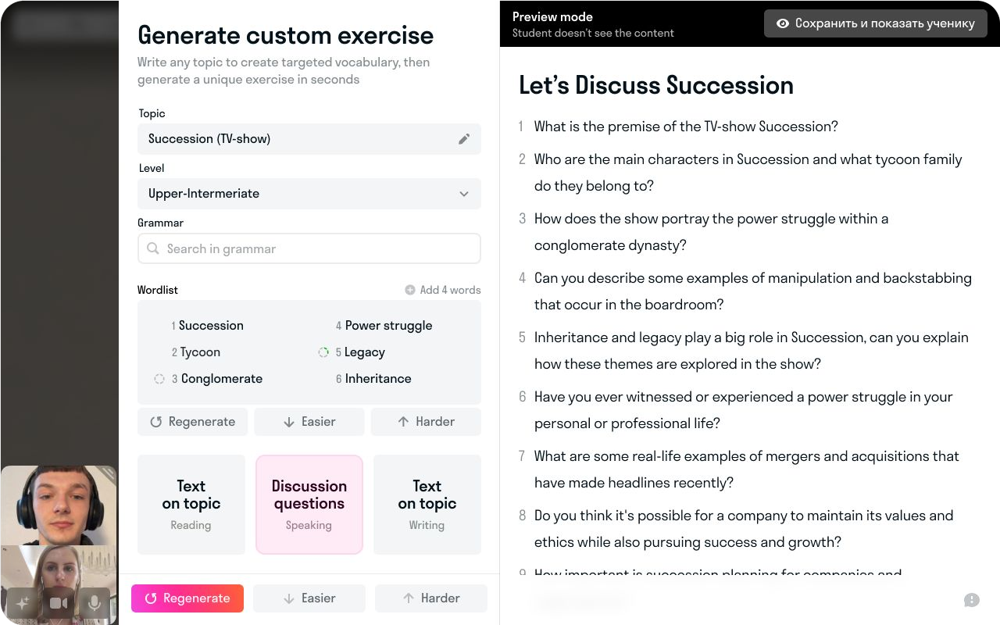 Generate custom exercise
Write any topic to create targeted vocabulary, then
generate a unique exercise in seconds
Topic
Succession (TV-show)
Level
Upper-Intermeriate
Grammar
Search in grammar
Wordlist
Add 4 words
1 Succession
4 Power struggle
2 Tycoon
5 Legacy
3 Conglomerate
6 Inheritance
Regenerate
Easier
Harder
Text
on topic
Reading
Discussion
questions
Speaking
Text
on topic
Writing
Regenerate
Easier
Harder
Preview mode
Student doesn't see the content
Сохранить и показать ученику
Let's Discuss Succession
1 What is the premise of the TV-show Succession?
2 Who are the main characters in Succession and what tycoon family
do they belong to?
3 How does the show portray the power struggle within a
conglomerate dynasty?
4 Can you describe some examples of manipulation and backstabbing
that occur in the boardroom?
5 Inheritance and legacy play a big role in Succession, can you explain
how these themes are explored in the show?
6 Have you ever witnessed or experienced a power struggle in your
personal or professional life?
7 What are some real-life examples of mergers and acquisitions that
have made headlines recently?
8 Do you think it's possible for a company to maintain its values and
ethics while also pursuing success and growth?
9 How important is succession planning for companies and